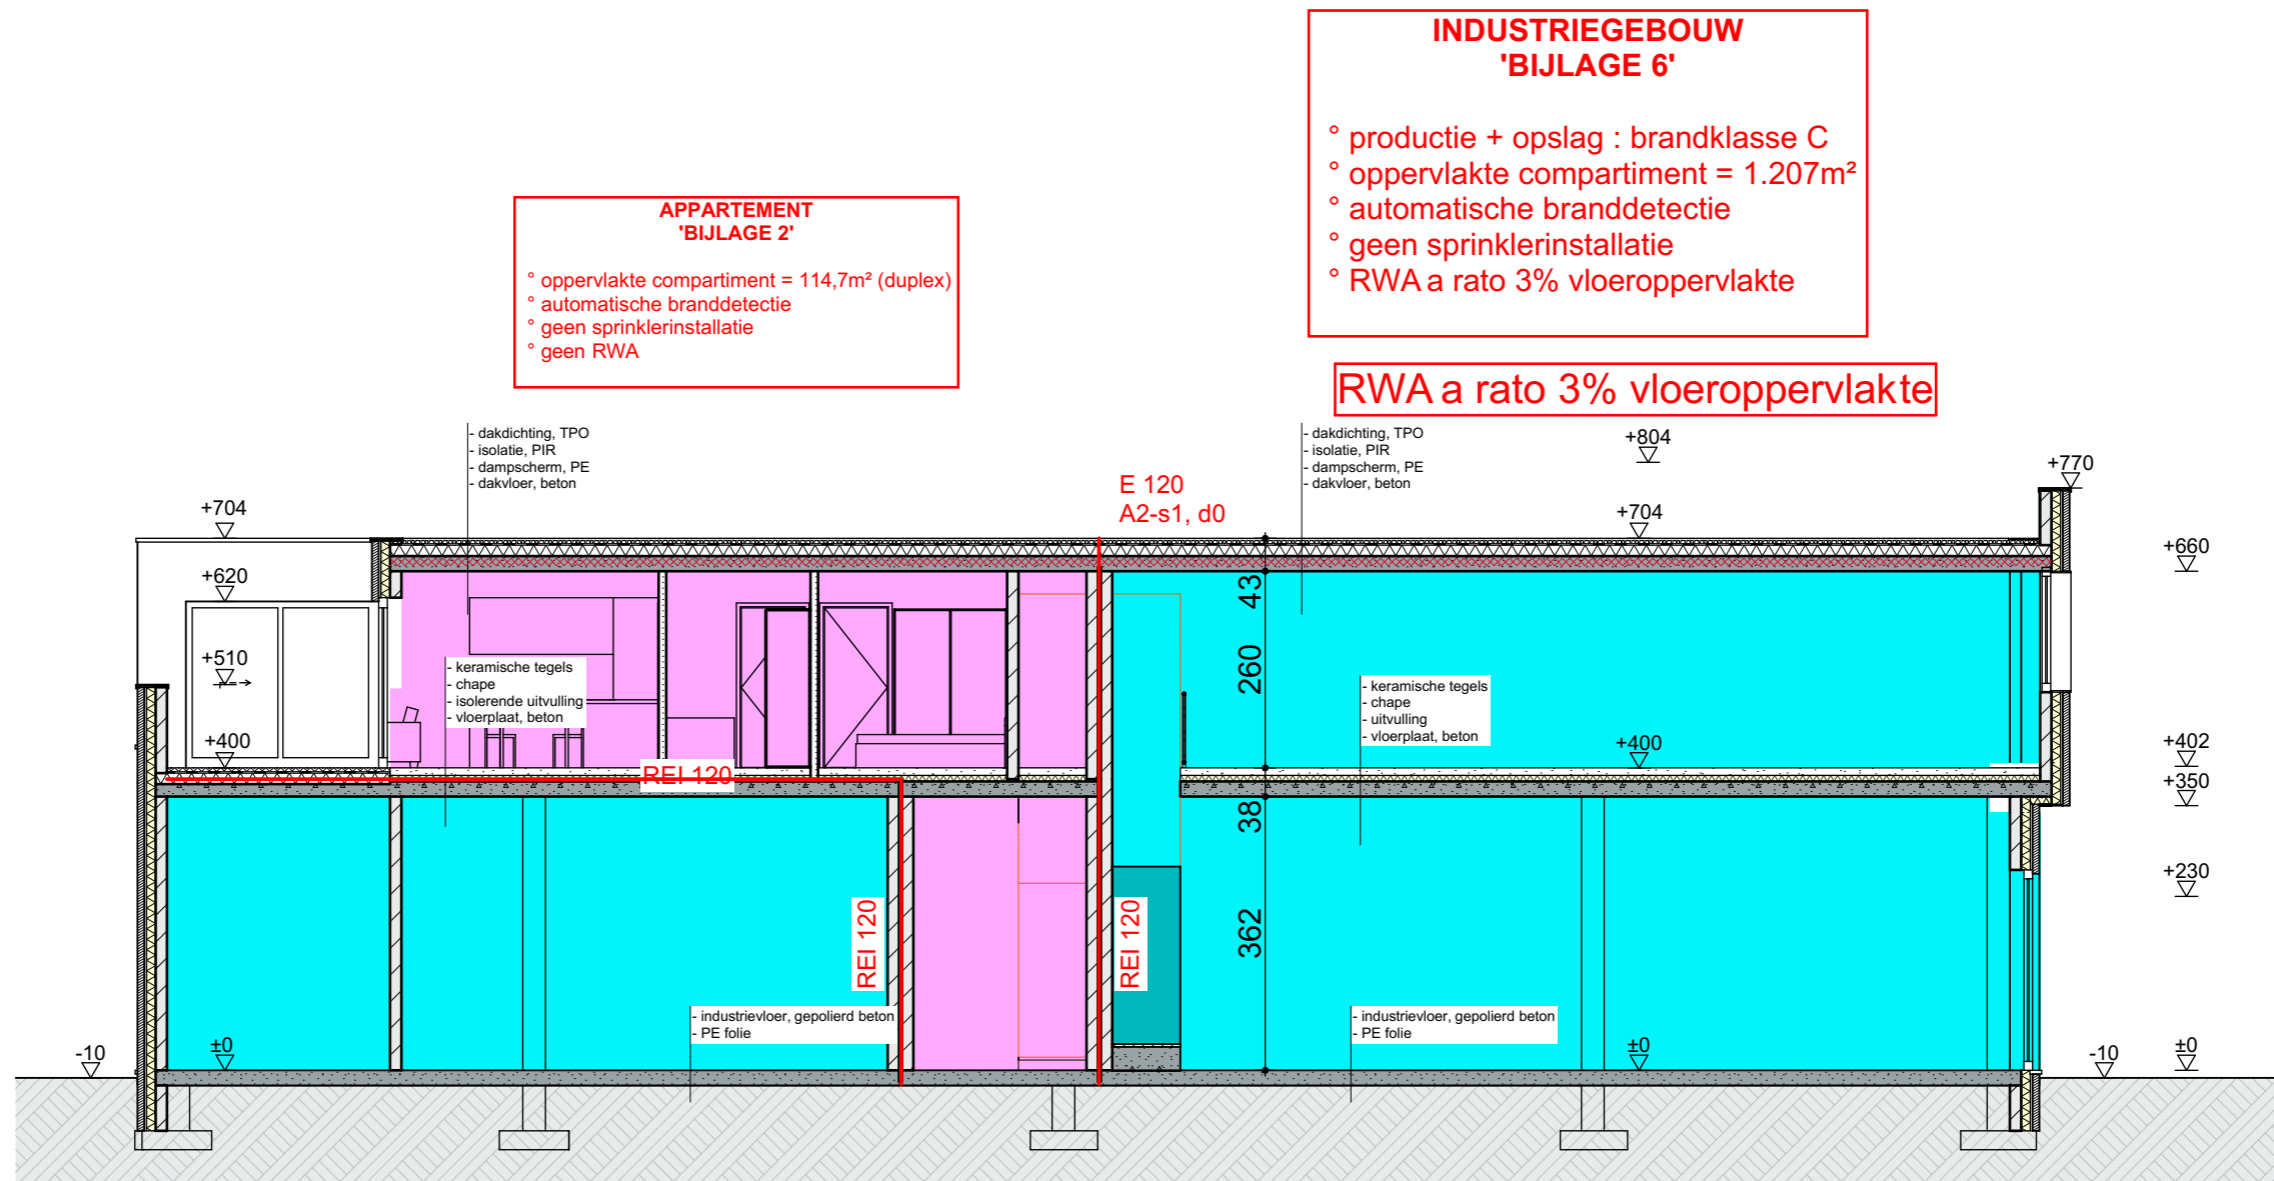 INDUSTRIEGEBOUW
'BIJLAGE 6'
° productie + opslag : brandklasse C
° oppervlakte compartiment = 1.207m²
° automatische branddetectie
° geen sprinklerinstallatie
° RWA a rato 3% vloeroppervlakte
APPARTEMENT
'BIJLAGE 2'
° oppervlakte compartiment = 114,7m² (duplex)
° automatische branddetectie
° geen sprinklerinstallatie
° geen RWA
RWA a rato 3% vloeroppervlakte
- dakdichting, TPO
- isolatie, PIR
- dampscherm, PE
- dakvloer, beton
- dakdichting, TPO
- isolatie, PIR
- dampscherm, PE
- dakvloer, beton
+804
+770
E 120
A2-s1, d0
+704
+704
+660
+620
43
+510
260
- keramische tegels
- chape
- isolerende uitvulling
- vloerplaat, beton
- keramische tegels
- chape
- uitvulling
- vloerplaat, beton
+400
+400
+402
REI 120
+350
38
+230
REI 120
REI 120
362
- industrievloer, gepolierd beton
- PE folie
- industrievloer, gepolierd beton
- PE folie
-10
±0
±0
-10
±0